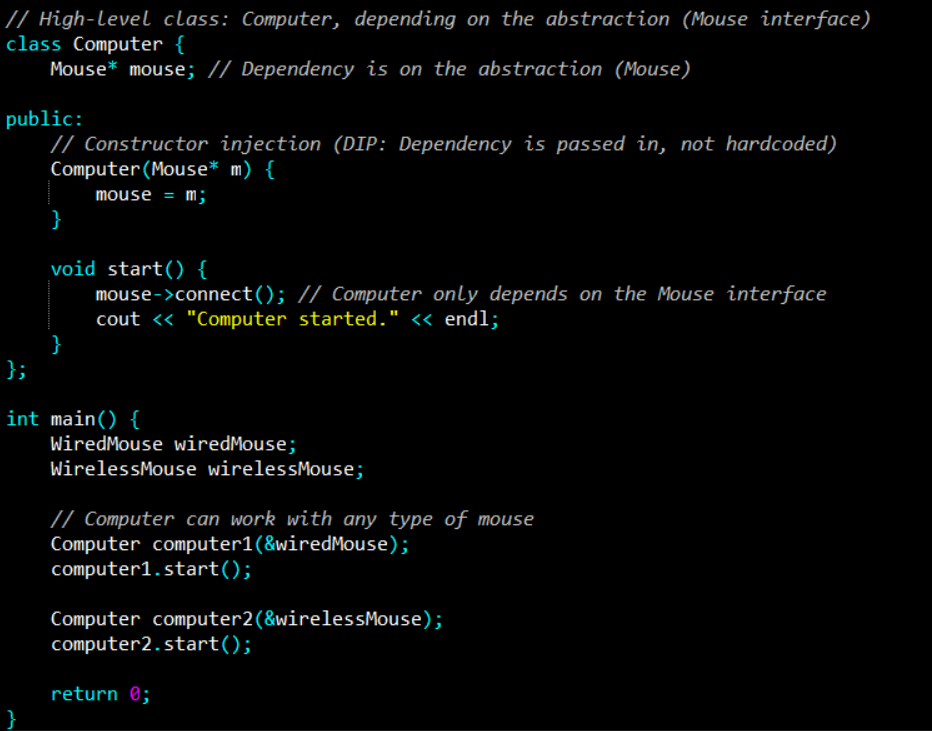 // High-level class: Computer, depending on the abstraction (Mouse interface)
class Computer {
    Mouse* mouse; // Dependency is on the abstraction (Mouse)

public:
    // Constructor injection (DIP: Dependency is passed in, not hardcoded)
    Computer(Mouse* m) {
        mouse = m;
    }

    void start() {
        mouse->connect(); // Computer only depends on the Mouse interface
        cout << "Computer started." << endl;
    }
};

int main() {
    WiredMouse wiredMouse;
    WirelessMouse wirelessMouse;

    // Computer can work with any type of mouse
    Computer computer1(&wiredMouse);
    computer1.start();

    Computer computer2(&wirelessMouse);
    computer2.start();

    return 0;
}